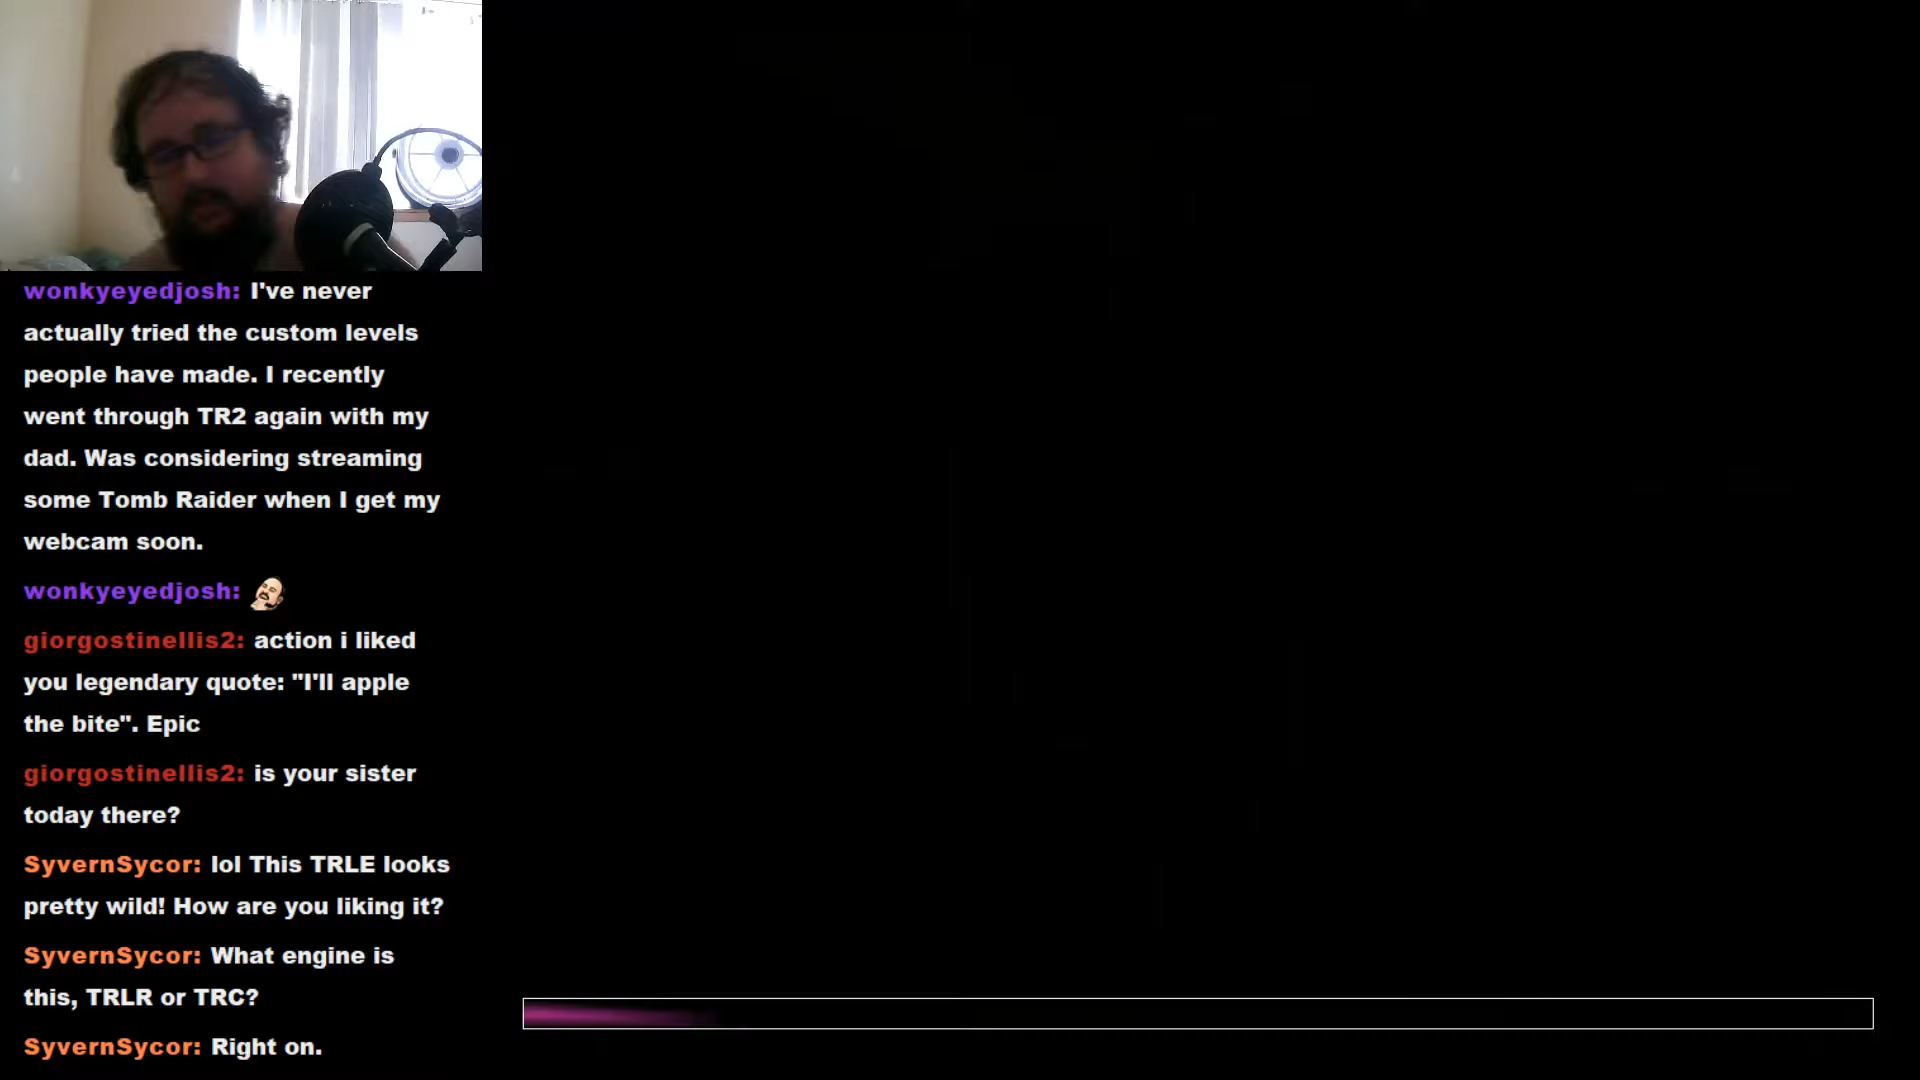 wonkyeyedjosh: I've never
actually tried the custom levels
people have made. I recently
went through TR2 again with my
dad. Was considering streaming
some Tomb Raider when I get my
webcam soon.
wonkyeyedjosh:
giorgostinellis2: action i liked
you legendary quote: "I'll apple
the bite". Epic
giorgostinellis2: is your sister
today there?
SyvernSycor: lol This TRLE looks
pretty wild! How are you liking it?
SyvernSycor: What engine is
this, TRLR or TRC?
SyvernSycor: Right on.